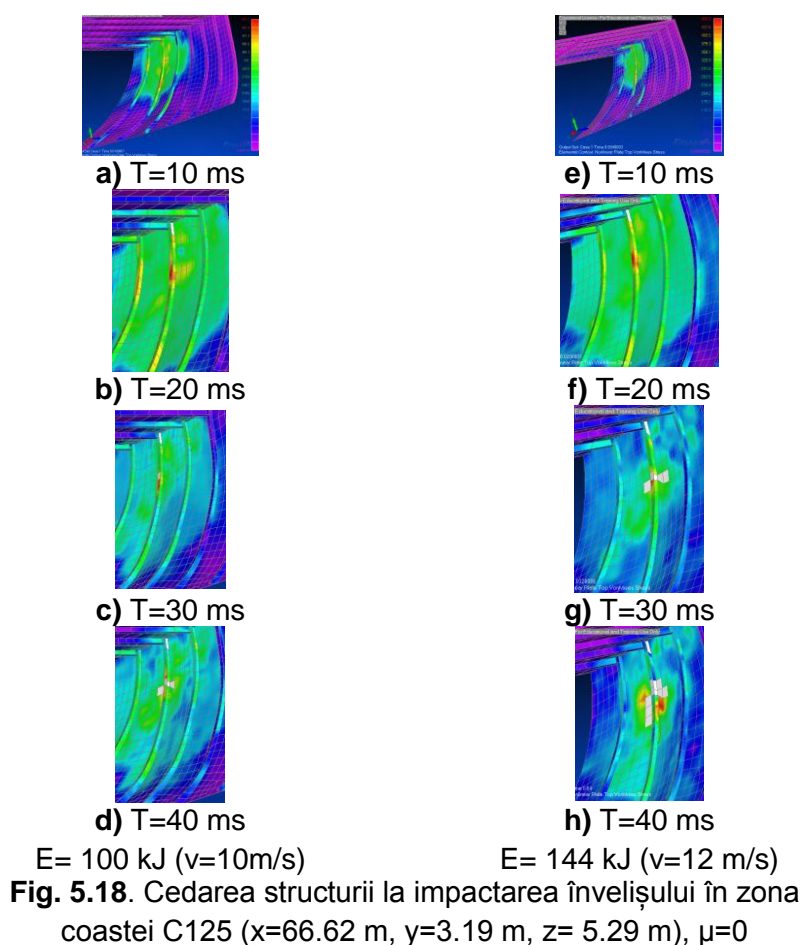 a) T=10 ms
e) T=10 ms
b) T=20 ms
f) T=20 ms
c) T=30 ms
g) T=30 ms
d) T=40 ms
h) T=40 ms
E= 100 kJ (v=10m/s)
E= 144 kJ (v=12 m/s)
Fig. 5.18. Cedarea structurii la impactarea învelișului în zona
coastei C125 (x=66.62 m, y=3.19 m, z= 5.29 m), µ=0